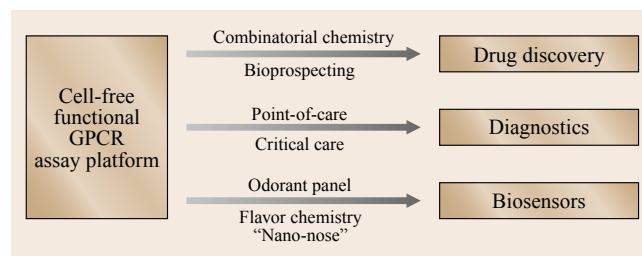 Cell-free
functional
GPCR
assay platform
Combinatorial chemistry
Bioprospecting
Drug discovery
Point-of-care
Critical care
Diagnostics
Odorant panel
Flavor chemistry
“Nano-nose”
Biosensors